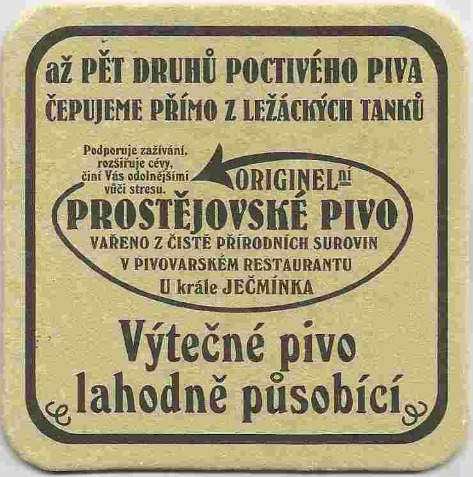 až PĚT DRUHŮ POCTIVÉHO PIVA
ČEPUJEME PŘÍMO Z LEŽÁCKÝCH TANKŮ
Podporuje zažívání,
rozšiřuje cévy,
činí Vás odolnějšími
vůči stresu.
ORIGINELní
PROSTĚJOVSKÉ PIVO
VAŘENO Z ČISTĚ PŘÍRODNÍCH SUROVIN
V PIVOVARSKÉM RESTAURANTU
U krále JEČMÍNKA
Výtečné pivo
lahodně působící